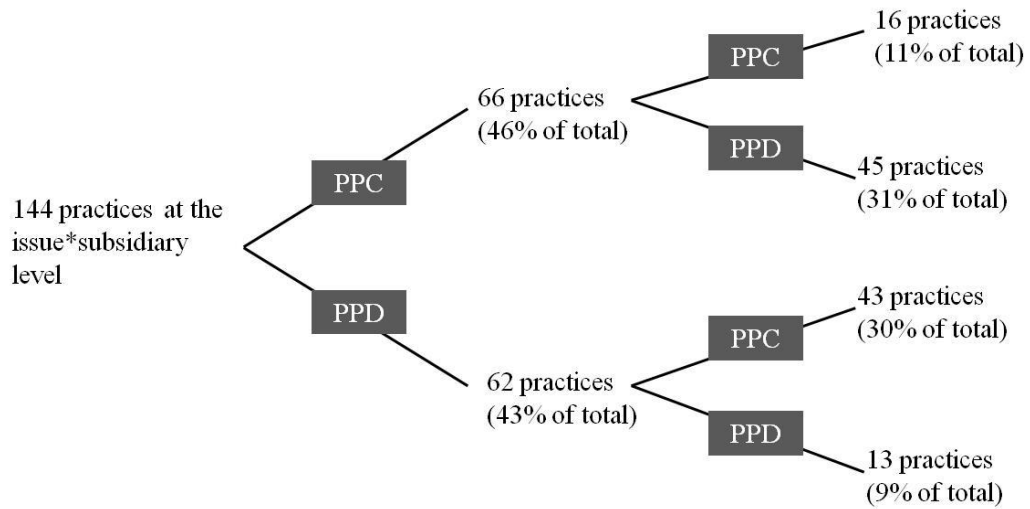 144 practices at the
issue*subsidiary
level
PPC
66 practices
(46% of total)
PPC
16 practices
(11% of total)
PPD
45 practices
(31% of total)
PPD
62 practices
(43% of total)
PPC
43 practices
(30% of total)
PPD
13 practices
(9% of total)